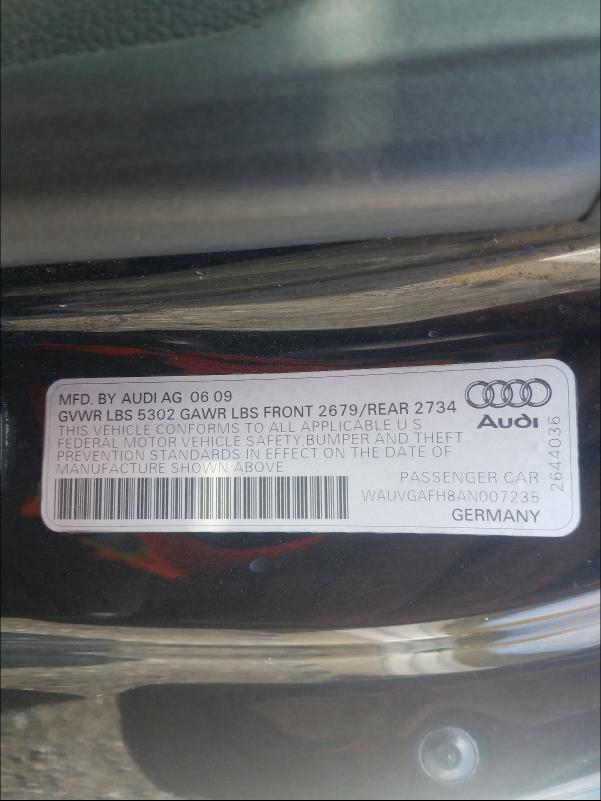 MFD. BY AUDI AG 06 09
GVWR LBS 5302 GAWR LBS FRONT 2679/REAR 2734
THIS VEHICLE CONFORMS TO ALL APPLICABLE U S
FEDERAL MOTOR VEHICLE SAFETY,BUMPER AND THEFT
PREVENTION STANDARDS IN EFFECT ON THE DATE OF
MANUFACTURE SHOWN ABOVE
PASSENGER CAR
WAUVGAFH8AN007235
GERMANY
Audi
2644036